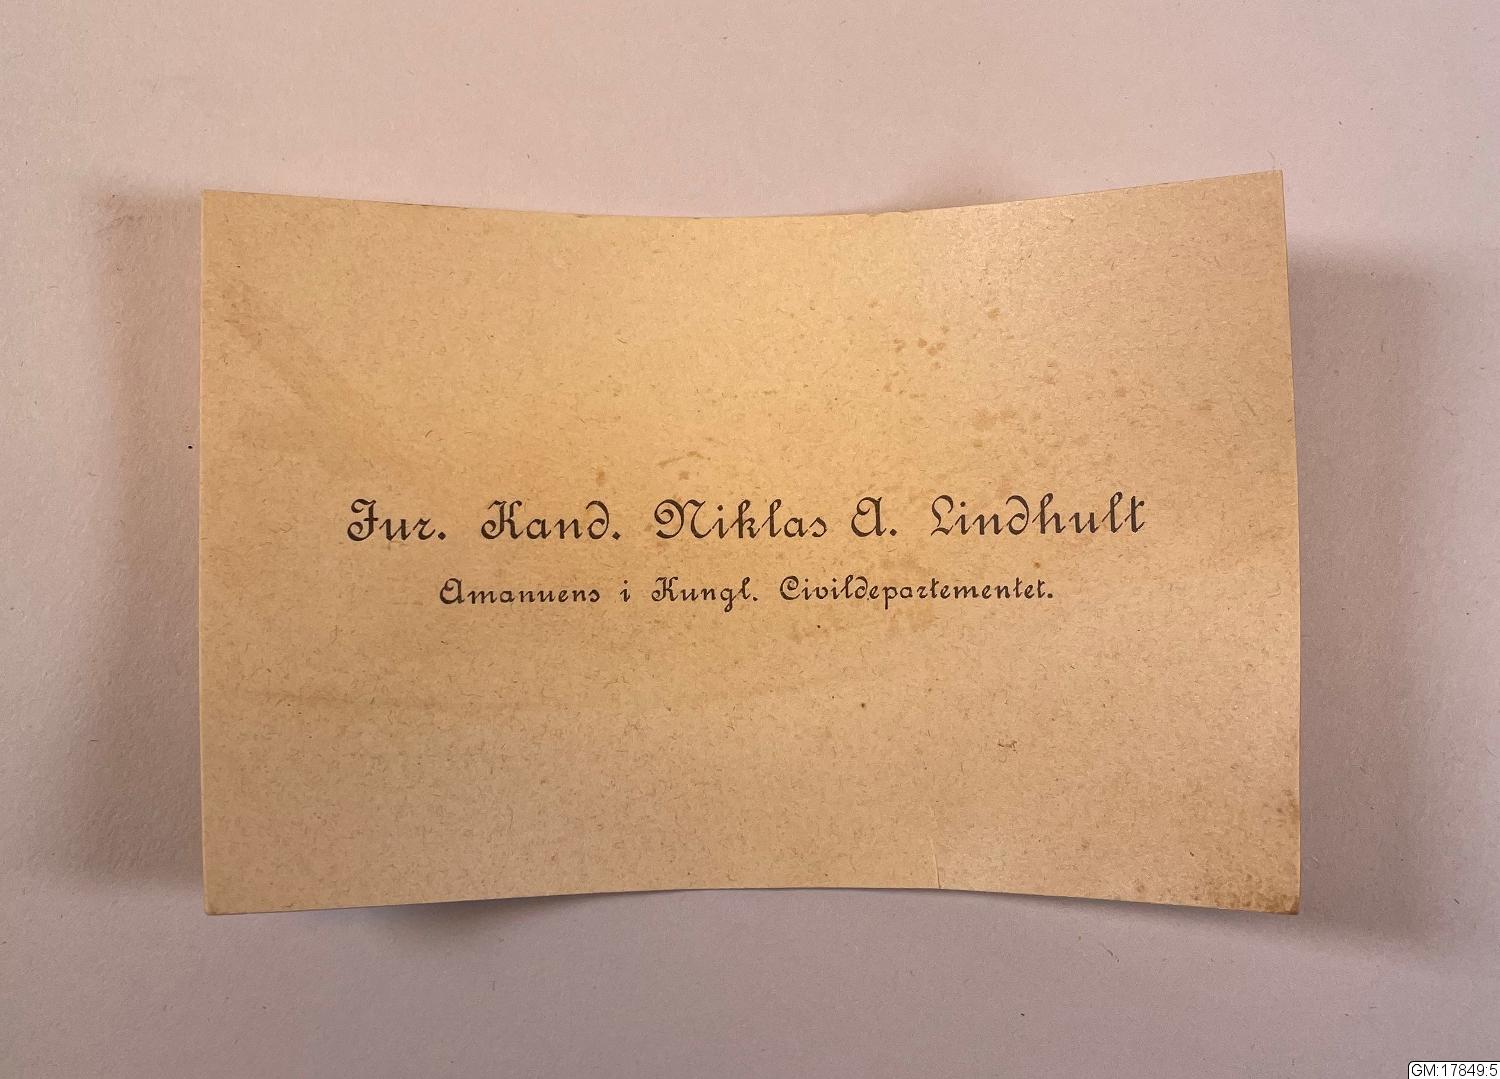 Jur. Kand. Niklas A. Lindhult
Amanuens i Kungl. Civildepartementet.
GM:17849:5